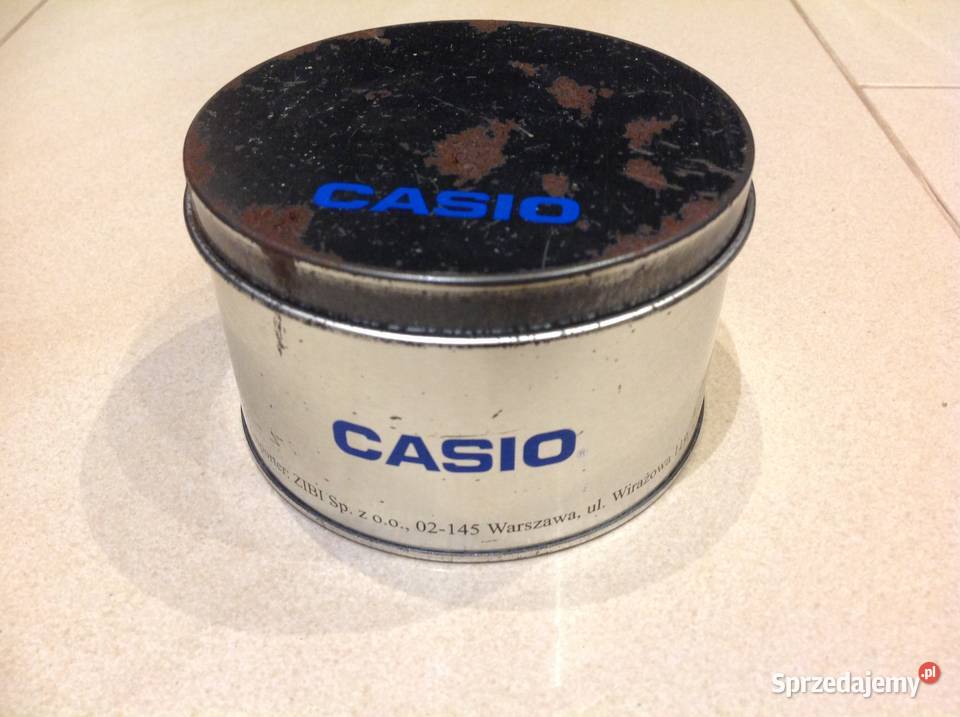 CASIO
CASIO®
ZIBI Sp. z o.o., 02-145 Warszawa, ul. Wirażowa
Sprzedajemy.pl